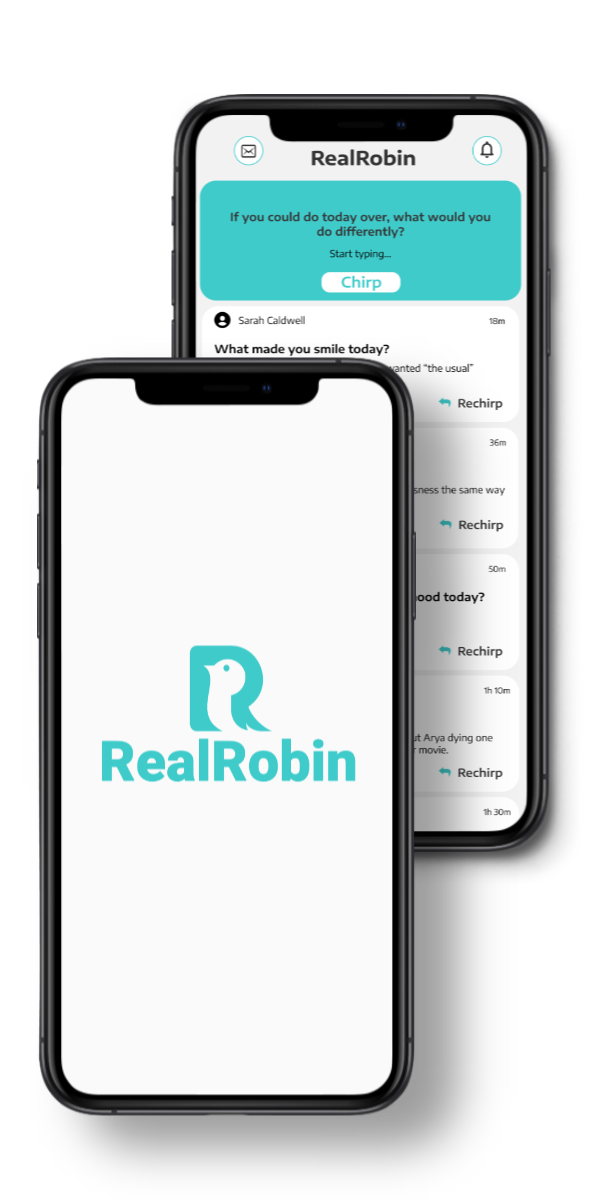 RealRobin
If you could do today over, what would you
do differently?
Start typing...
Chirp
Sarah Caldwell
18m
What made you smile today?
wanted “the usual”
Rechirp
36m
the same way
Rechirp
50m
today?
Rechirp
1h 10m
Arya dying one
movie.
Rechirp
1h 30m
RealRobin